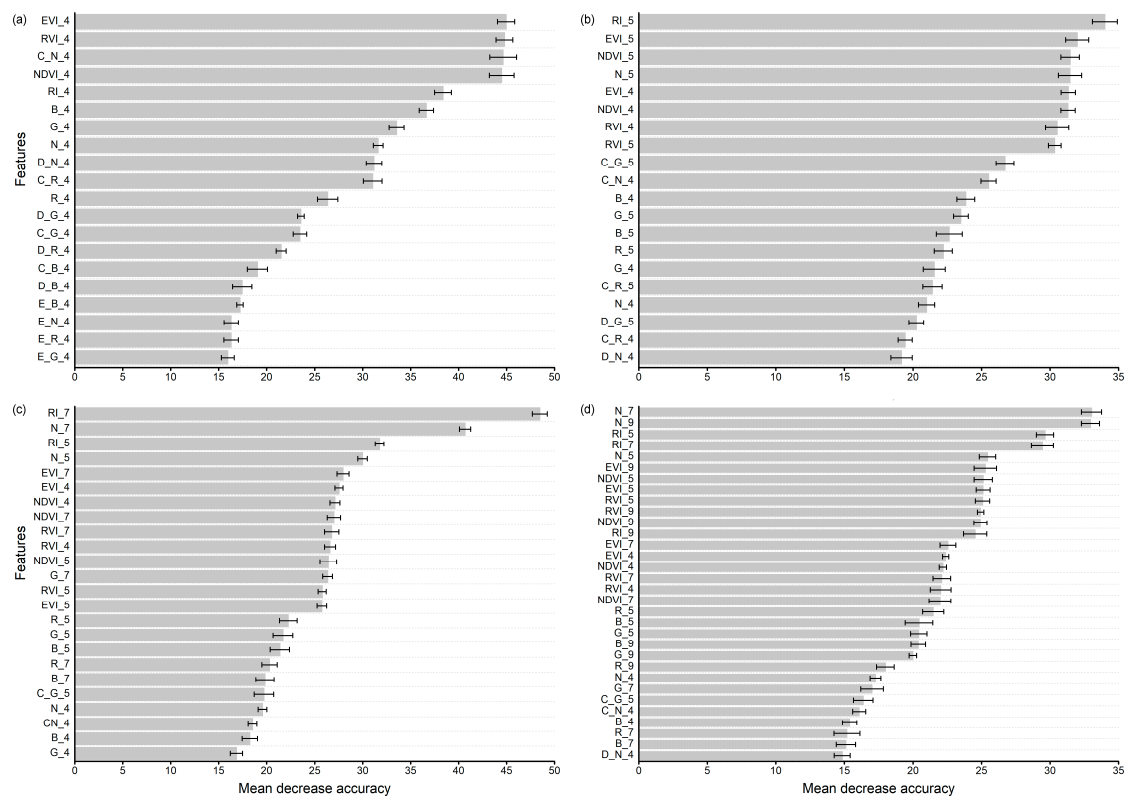 (a)
Features
EVI_4
RVI_4
C_N_4
NDVI_4
RI_4
B_4
G_4
N_4
D_N_4
C_R_4
R_4
D_G_4
C_G_4
D_R_4
C_B_4
D_B_4
E_B_4
E_N_4
E_R_4
E_G_4
0 5 10 15 20 25 30 35 40 45 50
(b)
RI_5
EVI_5
NDVI_5
N_5
EVI_4
NDVI_4
RVI_4
RVI_5
C_G_5
C_N_4
B_4
G_5
B_5
R_5
G_4
C_R_5
N_4
D_G_5
C_R_4
D_N_4
0 5 10 15 20 25 30 35
(c)
Features
RI_7
N_7
RI_5
N_5
EVI_7
EVI_4
NDVI_4
NDVI_7
RVI_7
RVI_4
NDVI_5
G_7
RVI_5
EVI_5
R_5
G_5
B_5
R_7
B_7
C_G_5
N_4
CN_4
B_4
G_4
0 5 10 15 20 25 30 35 40 45 50
Mean decrease accuracy
(d)
N_7
N_9
RI_5
RI_7
N_5
EVI_9
NDVI_5
EVI_5
RVI_5
RVI_9
NDVI_9
RI_9
EVI_7
EVI_4
NDVI_4
RVI_7
RVI_4
NDVI_7
R_5
B_5
G_5
B_9
G_9
R_9
N_4
G_7
C_G_5
C_N_4
B_4
R_7
B_7
D_N_4
0 5 10 15 20 25 30 35
Mean decrease accuracy